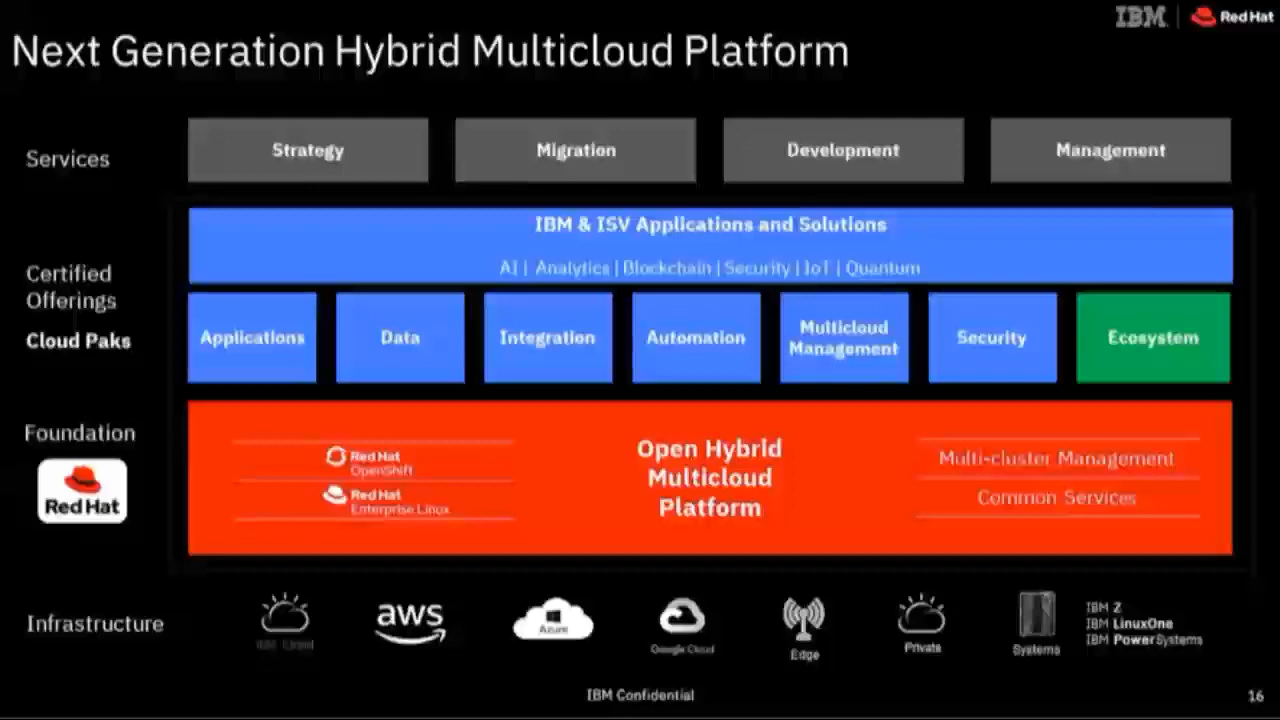 IBM | Red Hat
Next Generation Hybrid Multicloud Platform
Services
Strategy
Migration
Development
Management
Certified
Offerings
Cloud Paks
IBM & ISV Applications and Solutions
AI | Analytics | Blockchain | Security | IoT | Quantum
Applications
Data
Integration
Automation
Multicloud
Management
Security
Ecosystem
Foundation
Red Hat
Red Hat
OpenShift
Red Hat
Enterprise Linux
Open Hybrid
Multicloud
Platform
Multi-cluster Management
Common Services
Infrastructure
IBM Cloud
aws
Azure
Google Cloud
Edge
Private
Systems
IBM Z
IBM LinuxOne
IBM PowerSystems
IBM Confidential
16